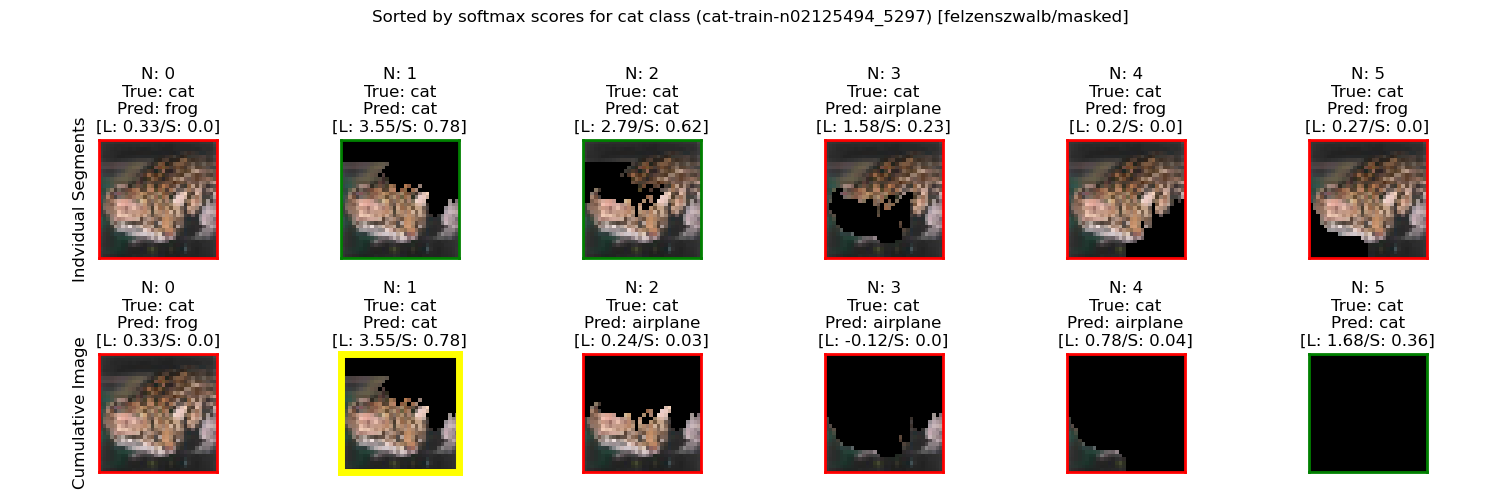 Sorted by softmax scores for cat class (cat-train-n02125494_5297) [felzenszwalb/masked]
Indvidual Segments
N: 0
True: cat
Pred: frog
[L: 0.33/S: 0.0]
N: 1
True: cat
Pred: cat
[L: 3.55/S: 0.78]
N: 2
True: cat
Pred: cat
[L: 2.79/S: 0.62]
N: 3
True: cat
Pred: airplane
[L: 1.58/S: 0.23]
N: 4
True: cat
Pred: frog
[L: 0.2/S: 0.0]
N: 5
True: cat
Pred: frog
[L: 0.27/S: 0.0]
Cumulative Image
N: 0
True: cat
Pred: frog
[L: 0.33/S: 0.0]
N: 1
True: cat
Pred: cat
[L: 3.55/S: 0.78]
N: 2
True: cat
Pred: airplane
[L: 0.24/S: 0.03]
N: 3
True: cat
Pred: airplane
[L: -0.12/S: 0.0]
N: 4
True: cat
Pred: airplane
[L: 0.78/S: 0.04]
N: 5
True: cat
Pred: cat
[L: 1.68/S: 0.36]